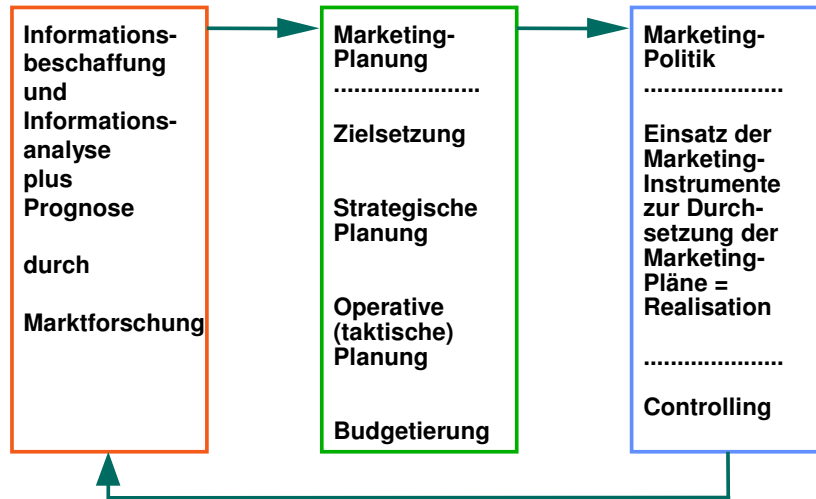 Informations-
beschaffung
und
Informations-
analyse
plus
Prognose
durch
Marktforschung
Marketing-
Planung
......................
Zielsetzung
Strategische
Planung
Operative
(taktische)
Planung
Budgetierung
Marketing-
Politik
.....................
Einsatz der
Marketing-
Instrumente
zur Durch-
setzung der
Marketing-
Pläne =
Realisation
.....................
Controlling